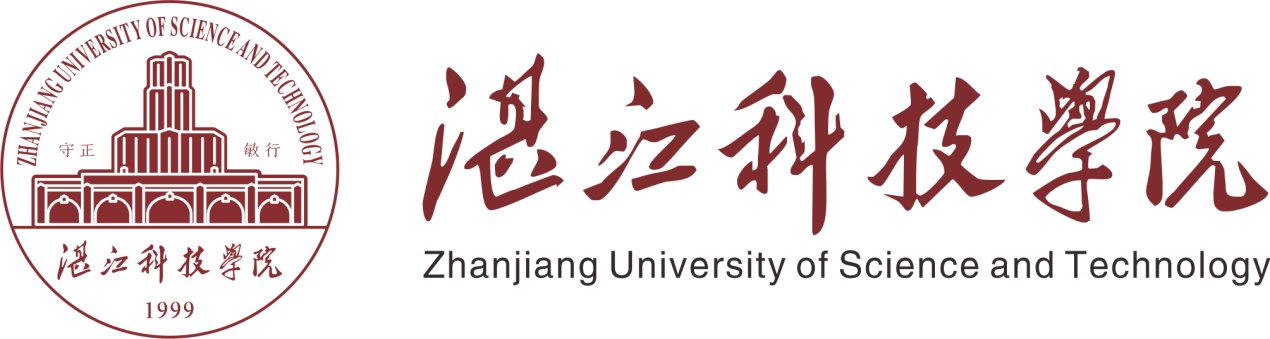 ZHANJIANG UNIVERSITY OF SCIENCE AND TECHNOLOGY
守正 敏行
湛江科技學院
1999
湛江科技學院
Zhanjiang University of Science and Technology